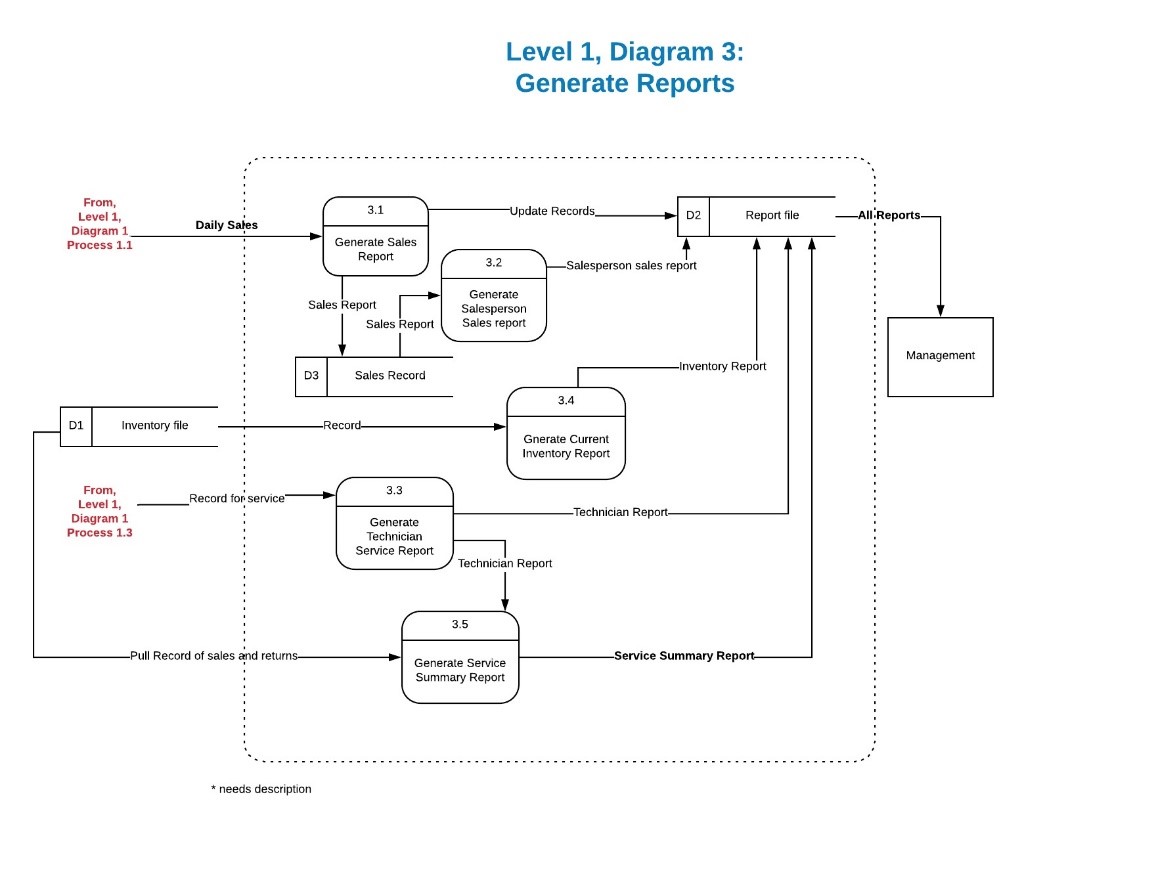 Level 1, Diagram 3:
Generate Reports
From,
Level 1,
Diagram 1
Process 1.1
Daily Sales
3.1
Generate Sales
Report
Update Records
D2
Report file
All Reports
3.2
Generate
Salesperson
Sales report
Salesperson sales report
Sales Report
Sales Report
Management
D3
Sales Record
Inventory Report
3.4
Gnerate Current
Inventory Report
D1
Inventory file
Record
From,
Level 1,
Diagram 1
Process 1.3
Record for service
3.3
Generate
Technician
Service Report
Technician Report
Technician Report
3.5
Generate Service
Summary Report
Pull Record of sales and returns
Service Summary Report
* needs description